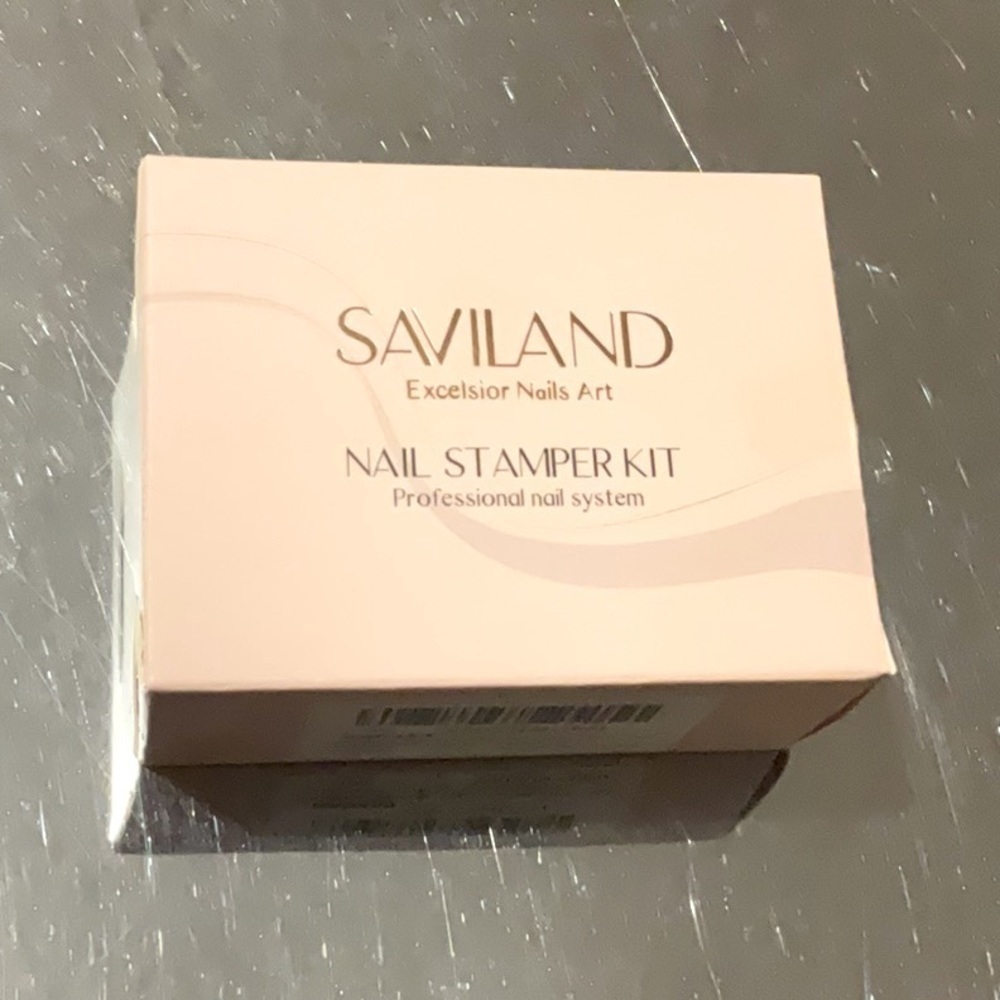 SAVILAND
Excelsior Nails Art
NAIL STAMPER KIT
Professional nail system